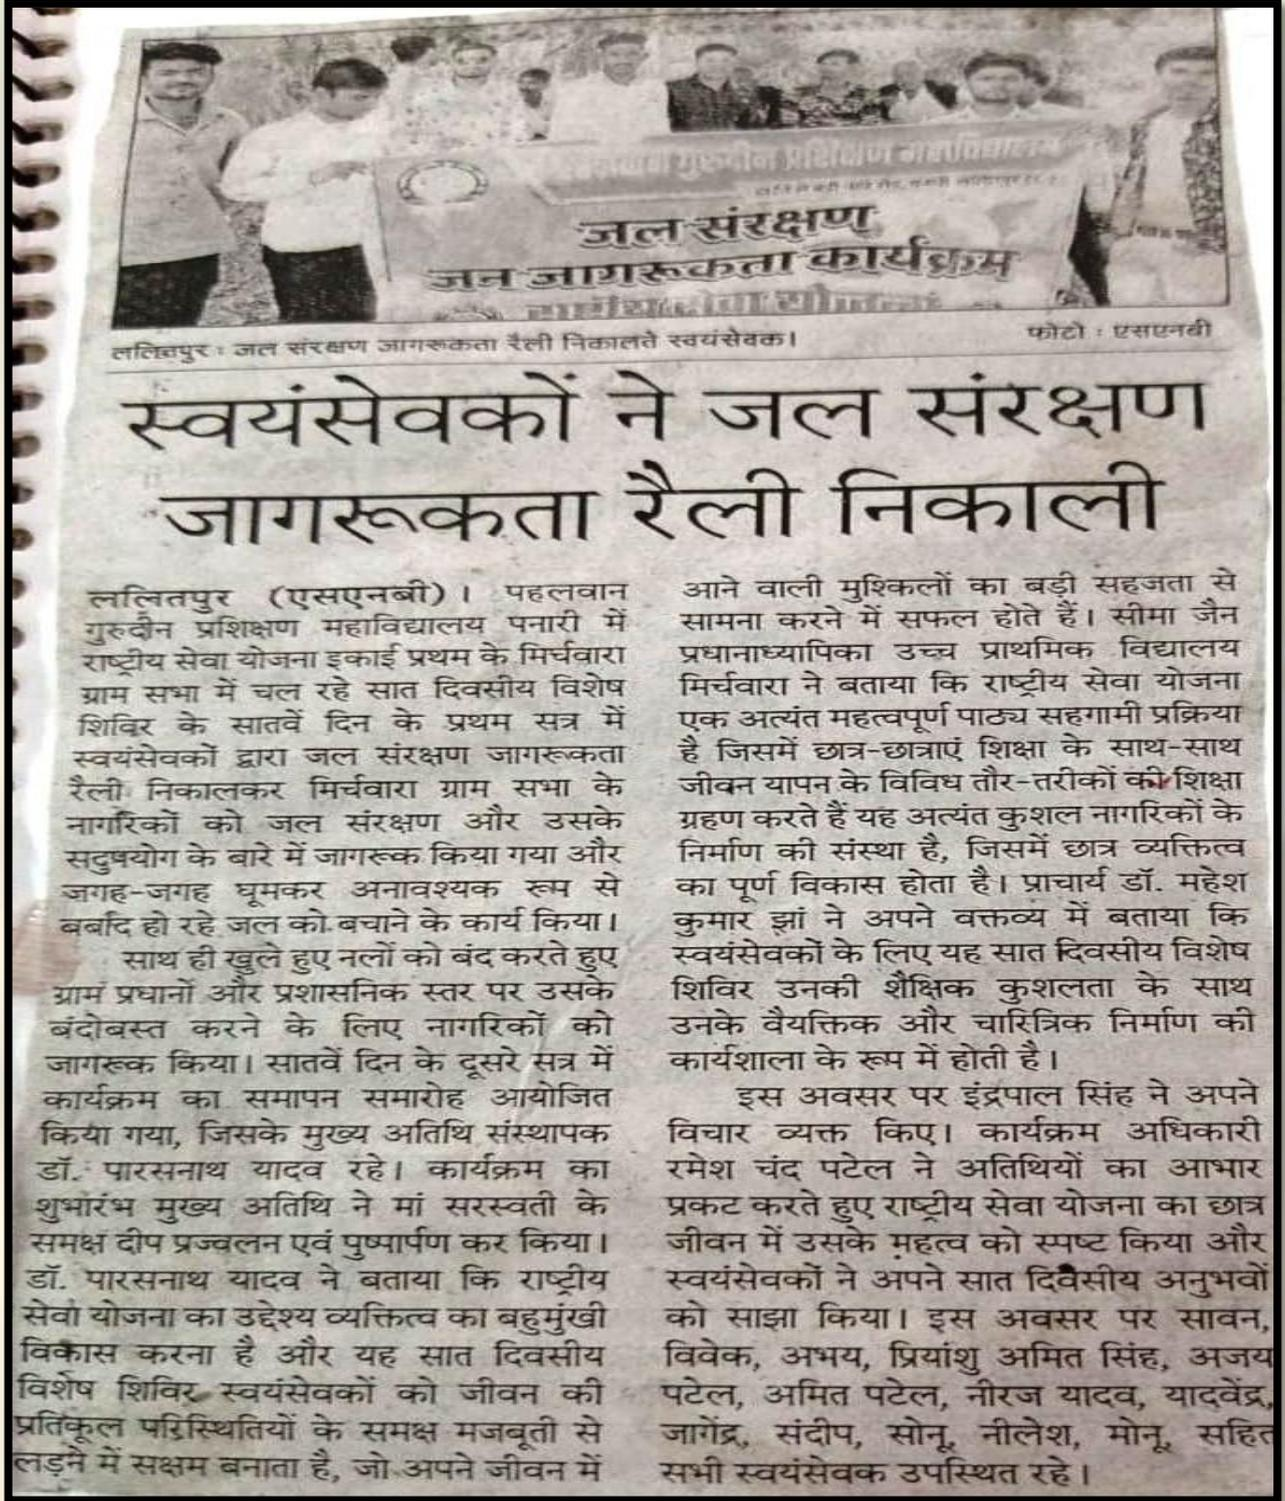 गुरुदीन प्रशिक्षण महाविद्यालय
जल संरक्षण
जन जागरूकता कार्यक्रम
ललितपुर : जल संरक्षण जागरूकता रैली निकालते स्वयंसेवक।
फोटो : एसएनबी
स्वयंसेवकों ने जल संरक्षण
जागरूकता रैली निकाली
ललितपुर (एसएनबी)। पहलवान
गुरुदीन प्रशिक्षण महाविद्यालय पनारी में
राष्ट्रीय सेवा योजना इकाई प्रथम के मिर्चवारा
ग्राम सभा में चल रहे सात दिवसीय विशेष
शिविर के सातवें दिन के प्रथम सत्र में
स्वयंसेवकों द्वारा जल संरक्षण जागरूकता
रैली निकालकर मिर्चवारा ग्राम सभा के
नागरिकों को जल संरक्षण और उसके
सदुपयोग के बारे में जागरूक किया गया और
जगह-जगह घूमकर अनावश्यक रूप से
बर्बाद हो रहे जल को बचाने के कार्य किया।
साथ ही खुले हुए नलों को बंद करते हुए
ग्राम प्रधानों और प्रशासनिक स्तर पर उसके
बंदोबस्त करने के लिए नागरिकों को
जागरूक किया। सातवें दिन के दूसरे सत्र में
कार्यक्रम का समापन समारोह आयोजित
किया गया, जिसके मुख्य अतिथि संस्थापक
डॉ. पारसनाथ यादव रहे। कार्यक्रम का
शुभारंभ मुख्य अतिथि ने मां सरस्वती के
समक्ष दीप प्रज्वलन एवं पुष्पार्पण कर किया।
डॉ. पारसनाथ यादव ने बताया कि राष्ट्रीय
सेवा योजना का उद्देश्य व्यक्तित्व का बहुमुंखी
विकास करना है और यह सात दिवसीय
विशेष शिविर स्वयंसेवकों को जीवन की
प्रतिकूल परिस्थितियों के समक्ष मजबूती से
लड़ने में सक्षम बनाता है, जो अपने जीवन में
आने वाली मुश्किलों का बड़ी सहजता से
सामना करने में सफल होते हैं। सीमा जैन
प्रधानाध्यापिका उच्च प्राथमिक विद्यालय
मिर्चवारा ने बताया कि राष्ट्रीय सेवा योजना
एक अत्यंत महत्वपूर्ण पाठ्य सहगामी प्रक्रिया
है जिसमें छात्र-छात्राएं शिक्षा के साथ-साथ
जीवन यापन के विविध तौर-तरीकों की शिक्षा
ग्रहण करते हैं यह अत्यंत कुशल नागरिकों के
निर्माण की संस्था है, जिसमें छात्र व्यक्तित्व
का पूर्ण विकास होता है। प्राचार्य डॉ. महेश
कुमार झां ने अपने वक्तव्य में बताया कि
स्वयंसेवकों के लिए यह सात दिवसीय विशेष
शिविर उनकी शैक्षिक कुशलता के साथ
उनके वैयक्तिक और चारित्रिक निर्माण की
कार्यशाला के रूप में होती है।
इस अवसर पर इंद्रपाल सिंह ने अपने
विचार व्यक्त किए। कार्यक्रम अधिकारी
रमेश चंद पटेल ने अतिथियों का आभार
प्रकट करते हुए राष्ट्रीय सेवा योजना का छात्र
जीवन में उसके महत्व को स्पष्ट किया और
स्वयंसेवकों ने अपने सात दिवसीय अनुभवों
को साझा किया। इस अवसर पर सावन,
विवेक, अभय, प्रियांशु अमित सिंह, अजय
पटेल, अमित पटेल, नीरज यादव, यादवेंद्र,
जागेंद्र, संदीप, सोनू, नीलेश, मोनू, सहित
सभी स्वयंसेवक उपस्थित रहे।